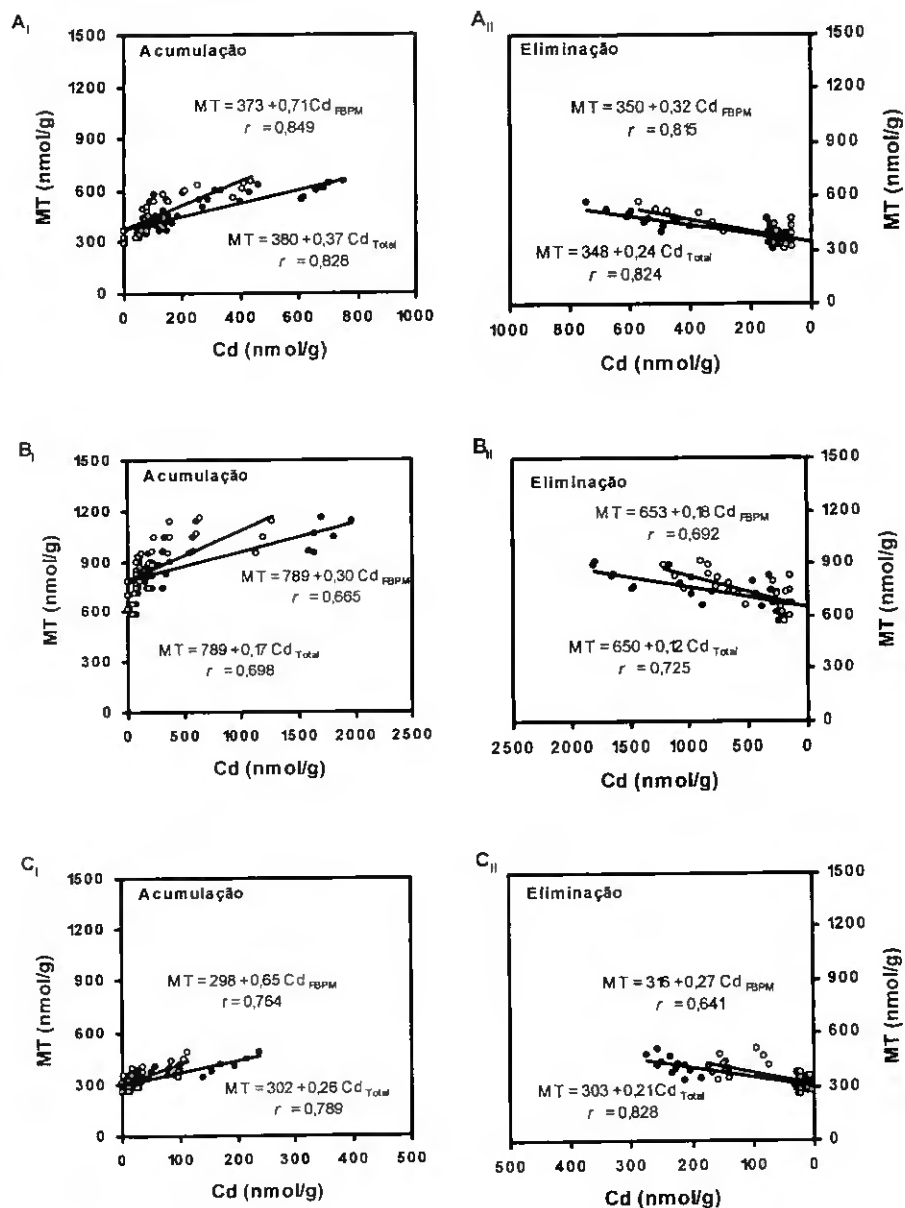 A I
Acumulação
MT (nmol/g)
1500
1200
900
600
300
0
MT = 373 +0,71Cd FBPM
r = 0,849
MT = 380 +0,37 Cd Total
r = 0,828
0 200 400 600 800 1000
Cd (nmol/g)
A II
Eliminação
MT = 350 +0,32 Cd FBPM
r = 0,815
MT = 348 +0,24 Cd Total
r = 0,824
1500
1200
900
600
300
0
MT (nmol/g)
1000 800 600 400 200 0
Cd (nmol/g)
B I
Acumulação
MT (nmol/g)
1500
1200
900
600
300
0
MT = 789 +0,30 Cd FBPM
r = 0,665
MT = 789 +0,17 Cd Total
r = 0,698
0 500 1000 1500 2000 2500
Cd (nmol/g)
B II
Eliminação
MT = 653 +0,18 Cd FBPM
r = 0,692
MT = 650 +0,12 Cd Total
r = 0,725
1500
1200
900
600
300
0
MT (nmol/g)
2500 2000 1500 1000 500 0
Cd (nmol/g)
C I
Acumulação
MT (nmol/g)
1500
1200
900
600
300
0
MT = 298 +0,65 Cd FBPM
r = 0,764
MT = 302 +0,26 Cd Total
r = 0,789
0 100 200 300 400 500
Cd (nmol/g)
C II
Eliminação
MT = 316 +0,27 Cd FBPM
r = 0,641
MT = 303 +0,21 Cd Total
r = 0,828
1500
1200
900
600
300
0
MT (nmol/g)
500 400 300 200 100 0
Cd (nmol/g)